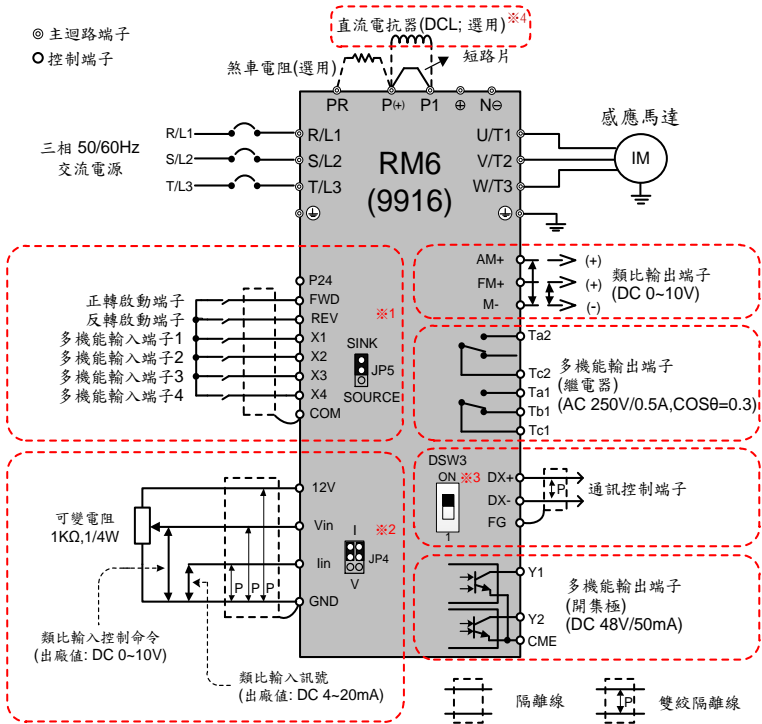 ◎主迴路端子
○控制端子
直流電抗器(DCL; 選用)※4
煞車電阻(選用)
短路片
PR
P(+)
P1
⊕
N⊖
三相 50/60Hz
交流電源
R/L1
S/L2
T/L3
R/L1
S/L2
T/L3
RM6
(9916)
U/T1
V/T2
W/T3
感應馬達
IM
正轉啟動端子
反轉啟動端子
多機能輸入端子1
多機能輸入端子2
多機能輸入端子3
多機能輸入端子4
P24
FWD
REV
X1
X2
X3
X4
COM
※1
SINK
JP5
SOURCE
AM+
FM+
M-
(+)
(+)
(-)
類比輸出端子
(DC 0~10V)
Ta2
Tc2
Ta1
Tb1
Tc1
多機能輸出端子
(繼電器)
(AC 250V/0.5A,COSθ=0.3)
可變電阻
1KΩ,1/4W
12V
Vin
Iin
GND
P
P
P
I
※2
JP4
V
類比輸入控制命令
(出廠值: DC 0~10V)
類比輸入訊號
(出廠值: DC 4~20mA)
DSW3
ON
※3
1
DX+
DX-
FG
P
通訊控制端子
Y1
Y2
CME
多機能輸出端子
(開集極)
(DC 48V/50mA)
隔離線
P
雙絞隔離線